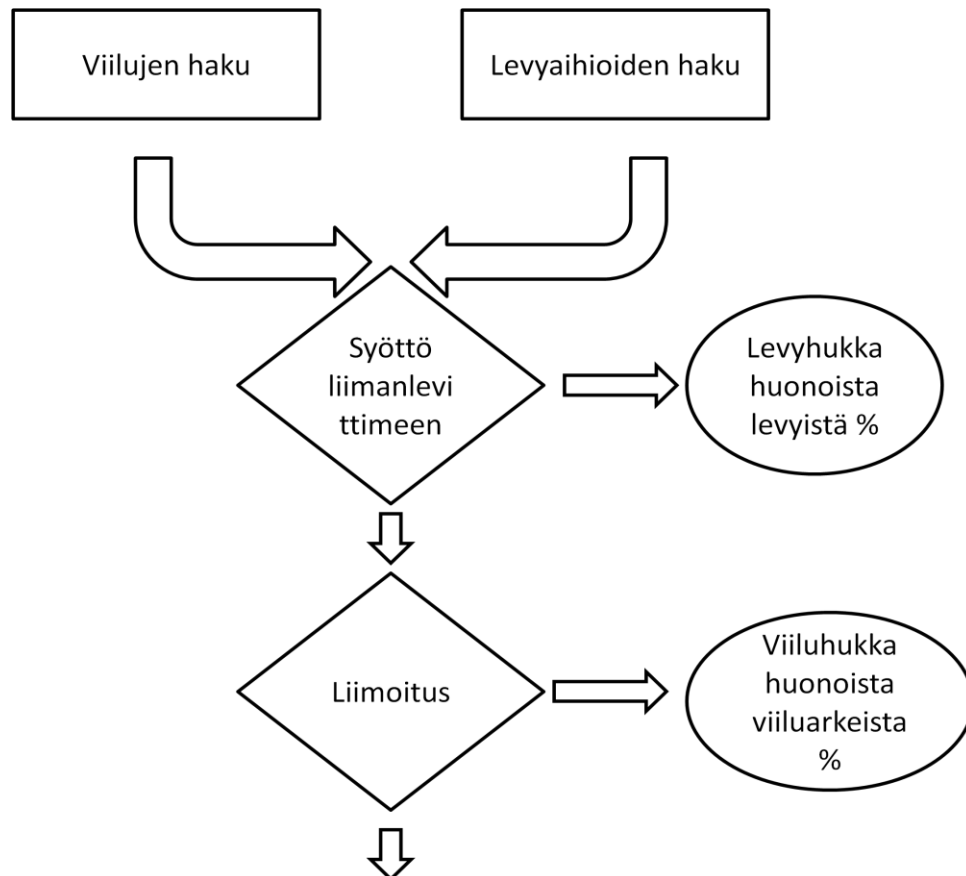 Viilujen haku
Levyaihioiden haku
Syöttö
liimanlevi
ttimeen
Levyhukka
huonoista
levyistä %
Liimoitus
Viiluhukka
huonoista
viiluarkeista
%